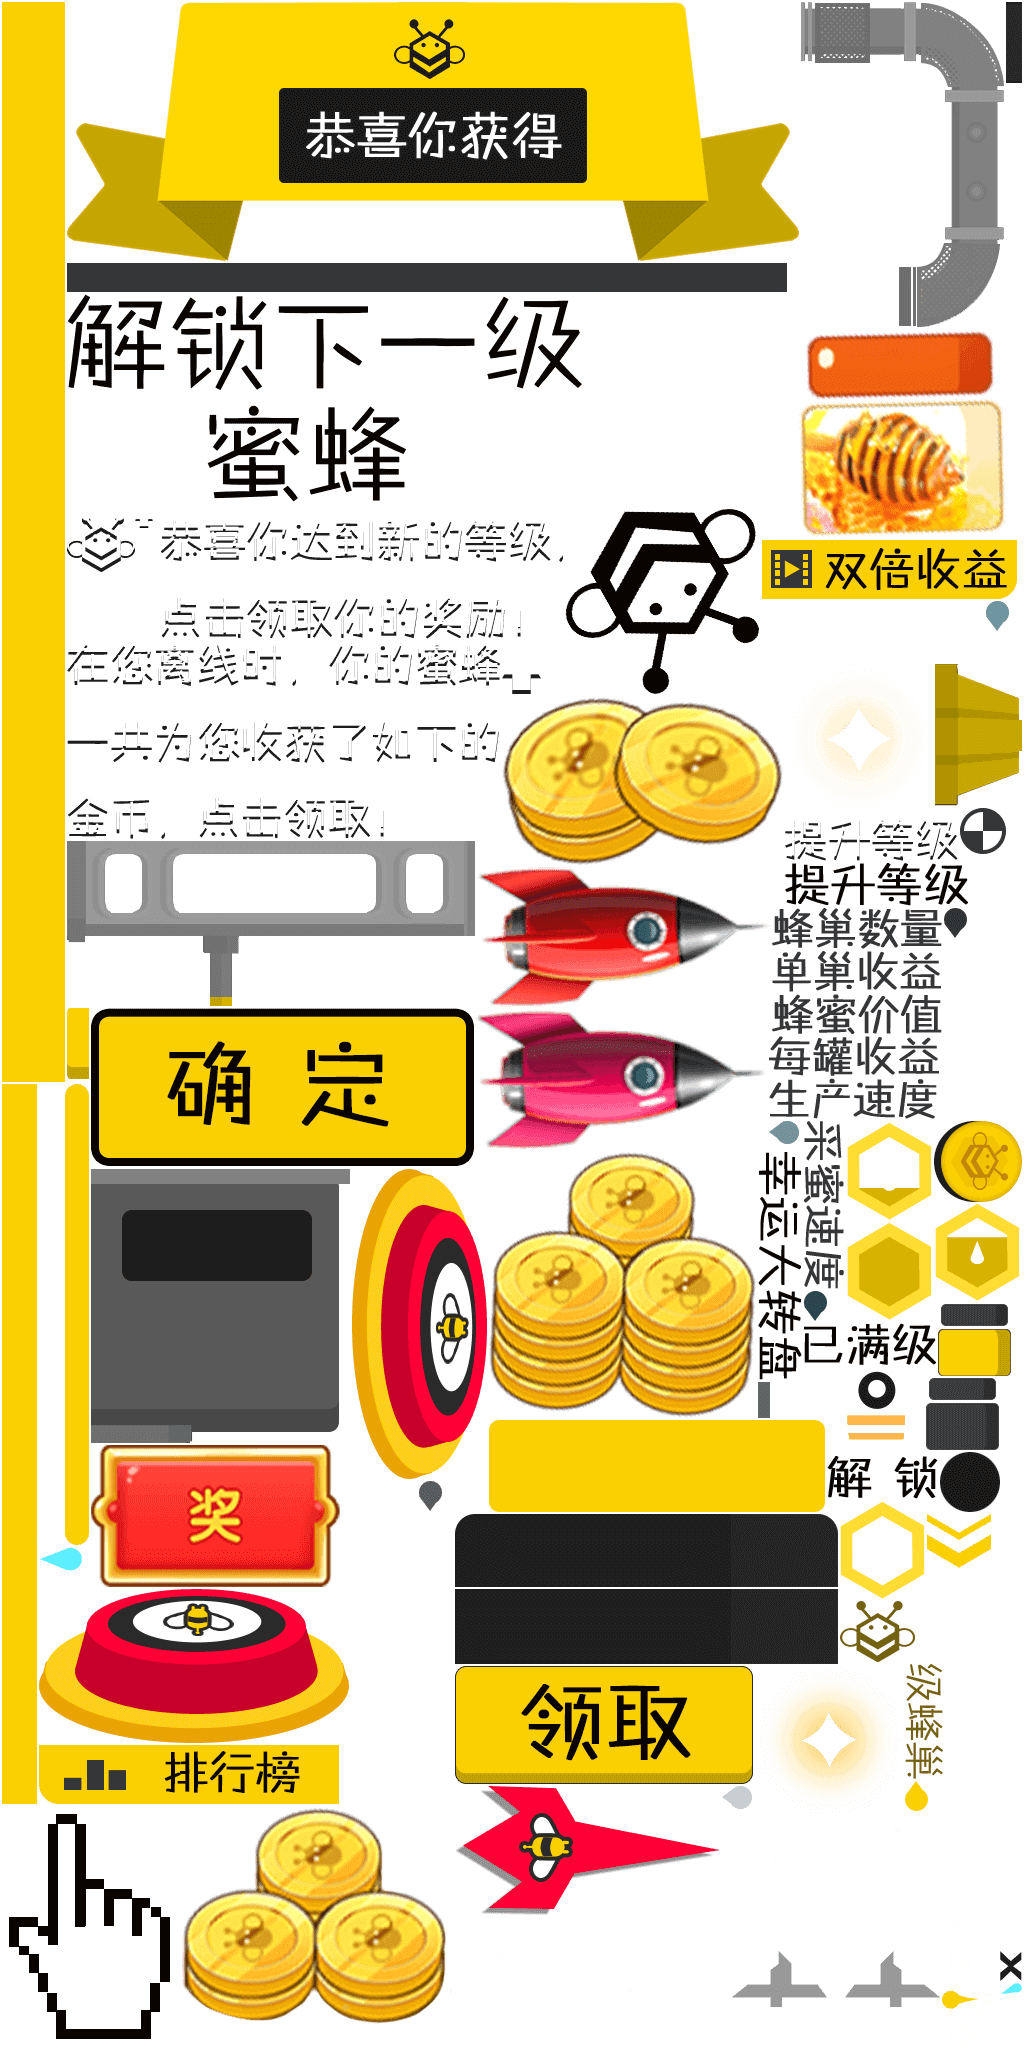 恭喜你获得
解锁下一级
蜜蜂
恭喜你达到新的等级，
点击领取你的奖励！
在您离线时，你的蜜蜂
一共为您收获了如下的
金币，点击领取！
双倍收益
提升等级
提升等级
蜂巢数量
单巢收益
蜂蜜价值
每罐收益
生产速度
采蜜速度
幸运大转盘
已满级
确 定
奖
解 锁
领取
级蜂巢
排行榜
X